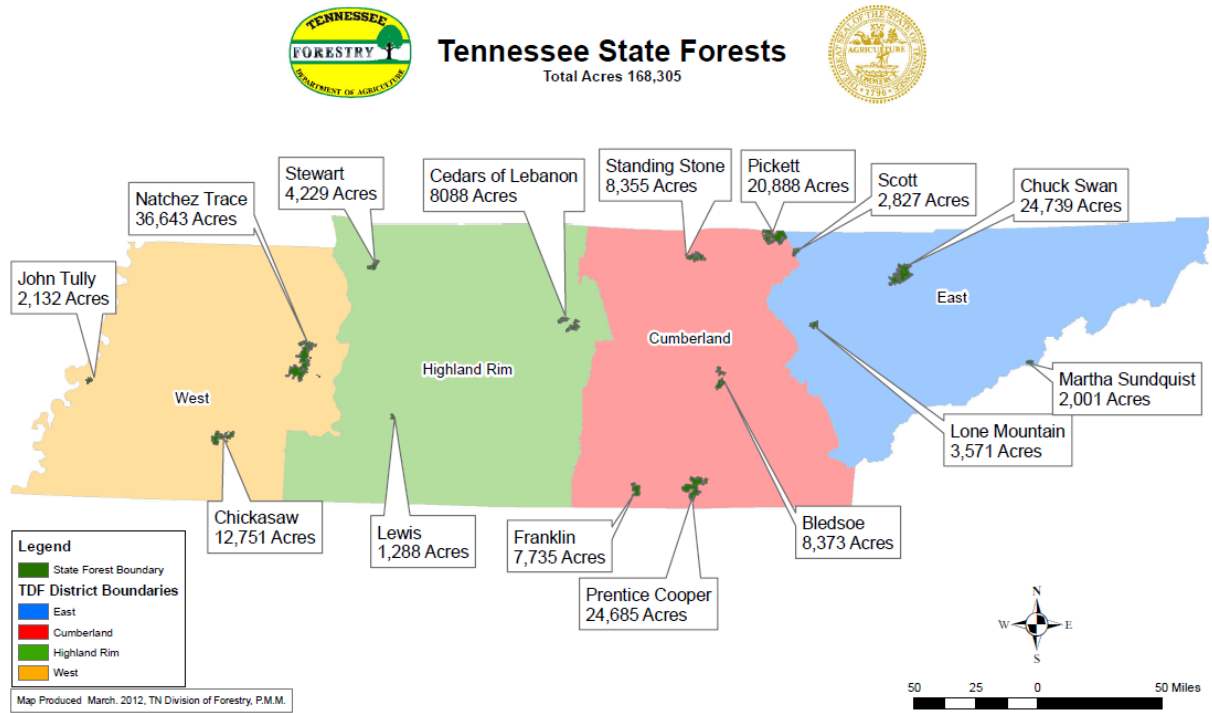 TENNESSEE
FORESTRY
DEPARTMENT OF AGRICULTURE
Tennessee State Forests
Total Acres 168,305
AGRICULTURE
COMMERCE
1796
Stewart
4,229 Acres
Cedars of Lebanon
8088 Acres
Standing Stone
8,355 Acres
Pickett
20,888 Acres
Scott
2,827 Acres
Chuck Swan
24,739 Acres
Natchez Trace
36,643 Acres
John Tully
2,132 Acres
East
Cumberland
Highland Rim
West
Martha Sundquist
2,001 Acres
Lone Mountain
3,571 Acres
Chickasaw
12,751 Acres
Lewis
1,288 Acres
Franklin
7,735 Acres
Bledsoe
8,373 Acres
Prentice Cooper
24,685 Acres
Legend
State Forest Boundary
TDF District Boundaries
East
Cumberland
Highland Rim
West
Map Produced March. 2012, TN Division of Forestry, P.M.M.
N
W E
S
50 25 0 50 Miles